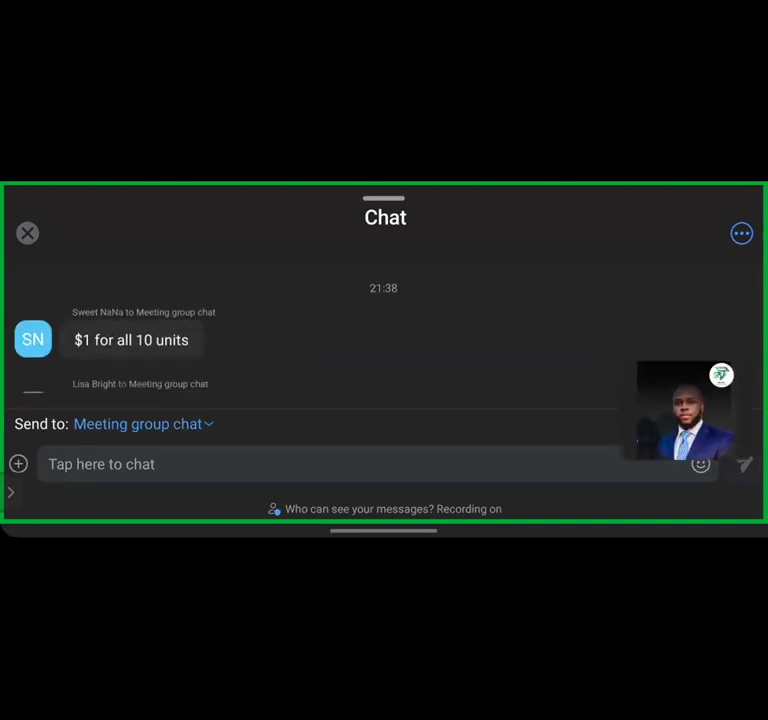 Chat
21:38
Sweet NaNa to Meeting group chat
SN
$1 for all 10 units
Lisa Bright to Meeting group chat
Send to: Meeting group chat
Tap here to chat
Who can see your messages? Recording on